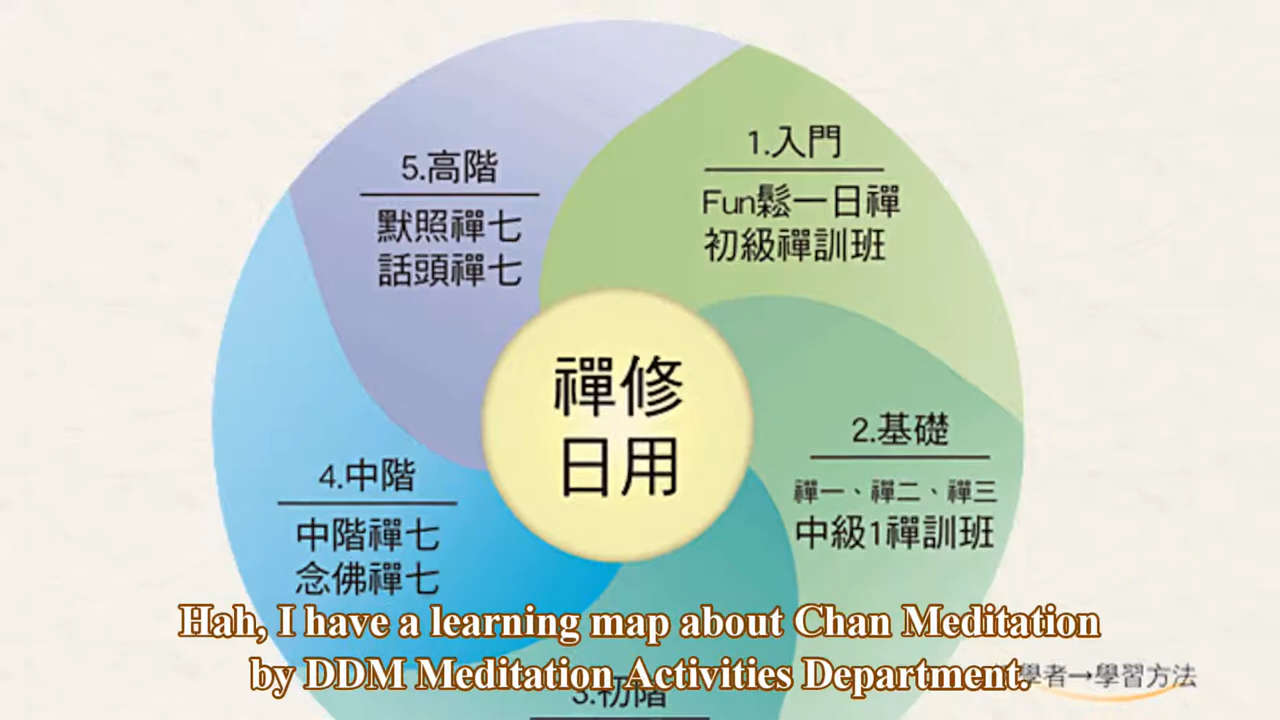 1.入門
Fun鬆一日禪
初級禪訓班
2.基礎
禪一、禪二、禪三
中級1禪訓班
3.初階
4.中階
中階禪七
念佛禪七
5.高階
默照禪七
話頭禪七
禪修
日用
學者→學習方法
Hah, I have a learning map about Chan Meditation
by DDM Meditation Activities Department.